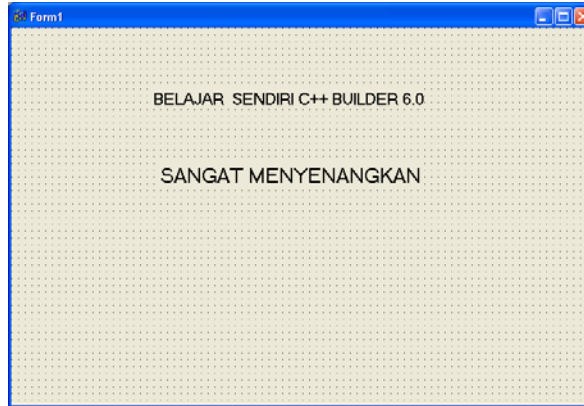 Form1
BELAJAR SENDIRI C++ BUILDER 6.0
SANGAT MENYENANGKAN